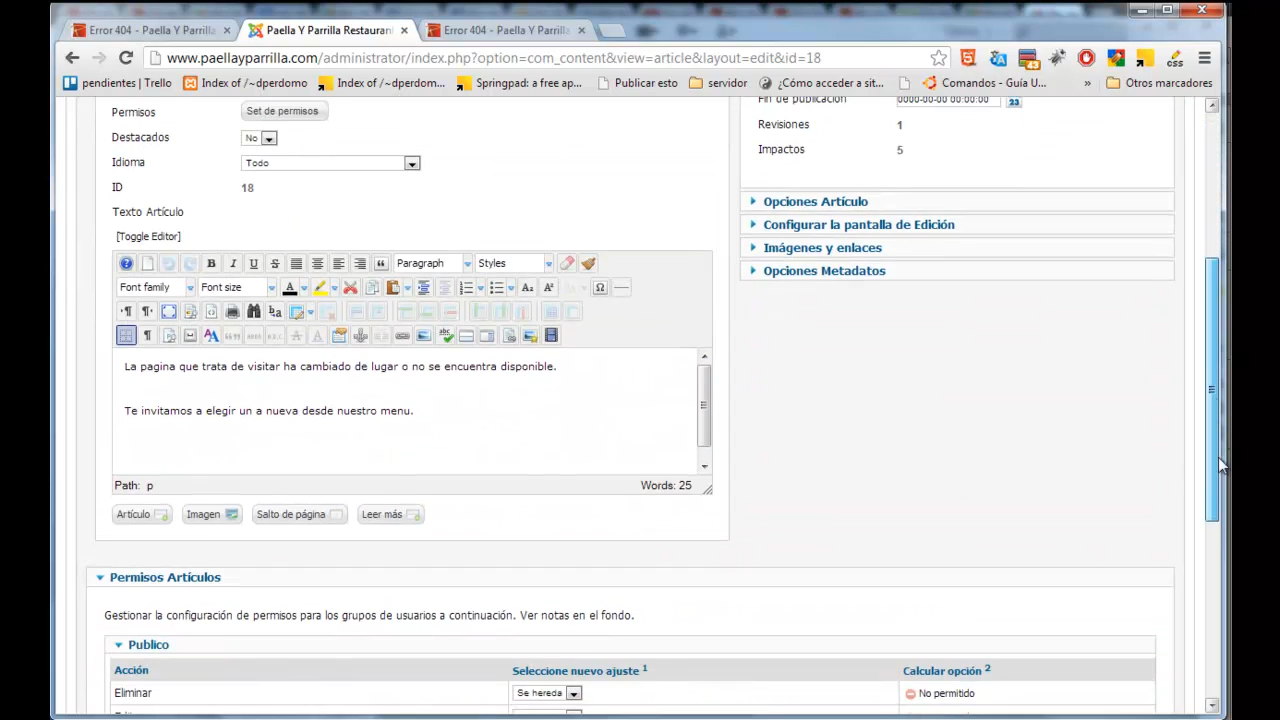 Error 404 - Paella Y Parrilla
Paella Y Parrilla Restauran
Error 404 - Paella Y Parrilla
www.paellayparrilla.com/administrator/index.php?option=com_content&view=article&layout=edit&id=18
pendientes | Trello
Index of /~dperdomo
Index of /~dperdom...
Springpad: a free ap...
Publicar esto
servidor
¿Cómo acceder a sit...
Comandos - Guía U...
»
Otros marcadores
Permisos
Set de permisos
Destacados
No
Idioma
Todo
ID
18
Texto Artículo
[Toggle Editor]
Paragraph
Styles
Font family
Font size
La pagina que trata de visitar ha cambiado de lugar o no se encuentra disponible.
Te invitamos a elegir un a nueva desde nuestro menu.
Path: p
Words: 25
Artículo
Imagen
Salto de página
Leer más
Fin de publicación
0000-00-00 00:00:00
23
Revisiones
1
Impactos
5
Opciones Artículo
Configurar la pantalla de Edición
Imágenes y enlaces
Opciones Metadatos
Permisos Artículos
Gestionar la configuración de permisos para los grupos de usuarios a continuación. Ver notas en el fondo.
Publico
Acción
Seleccione nuevo ajuste 1
Calcular opción 2
Eliminar
Se hereda
No permitido